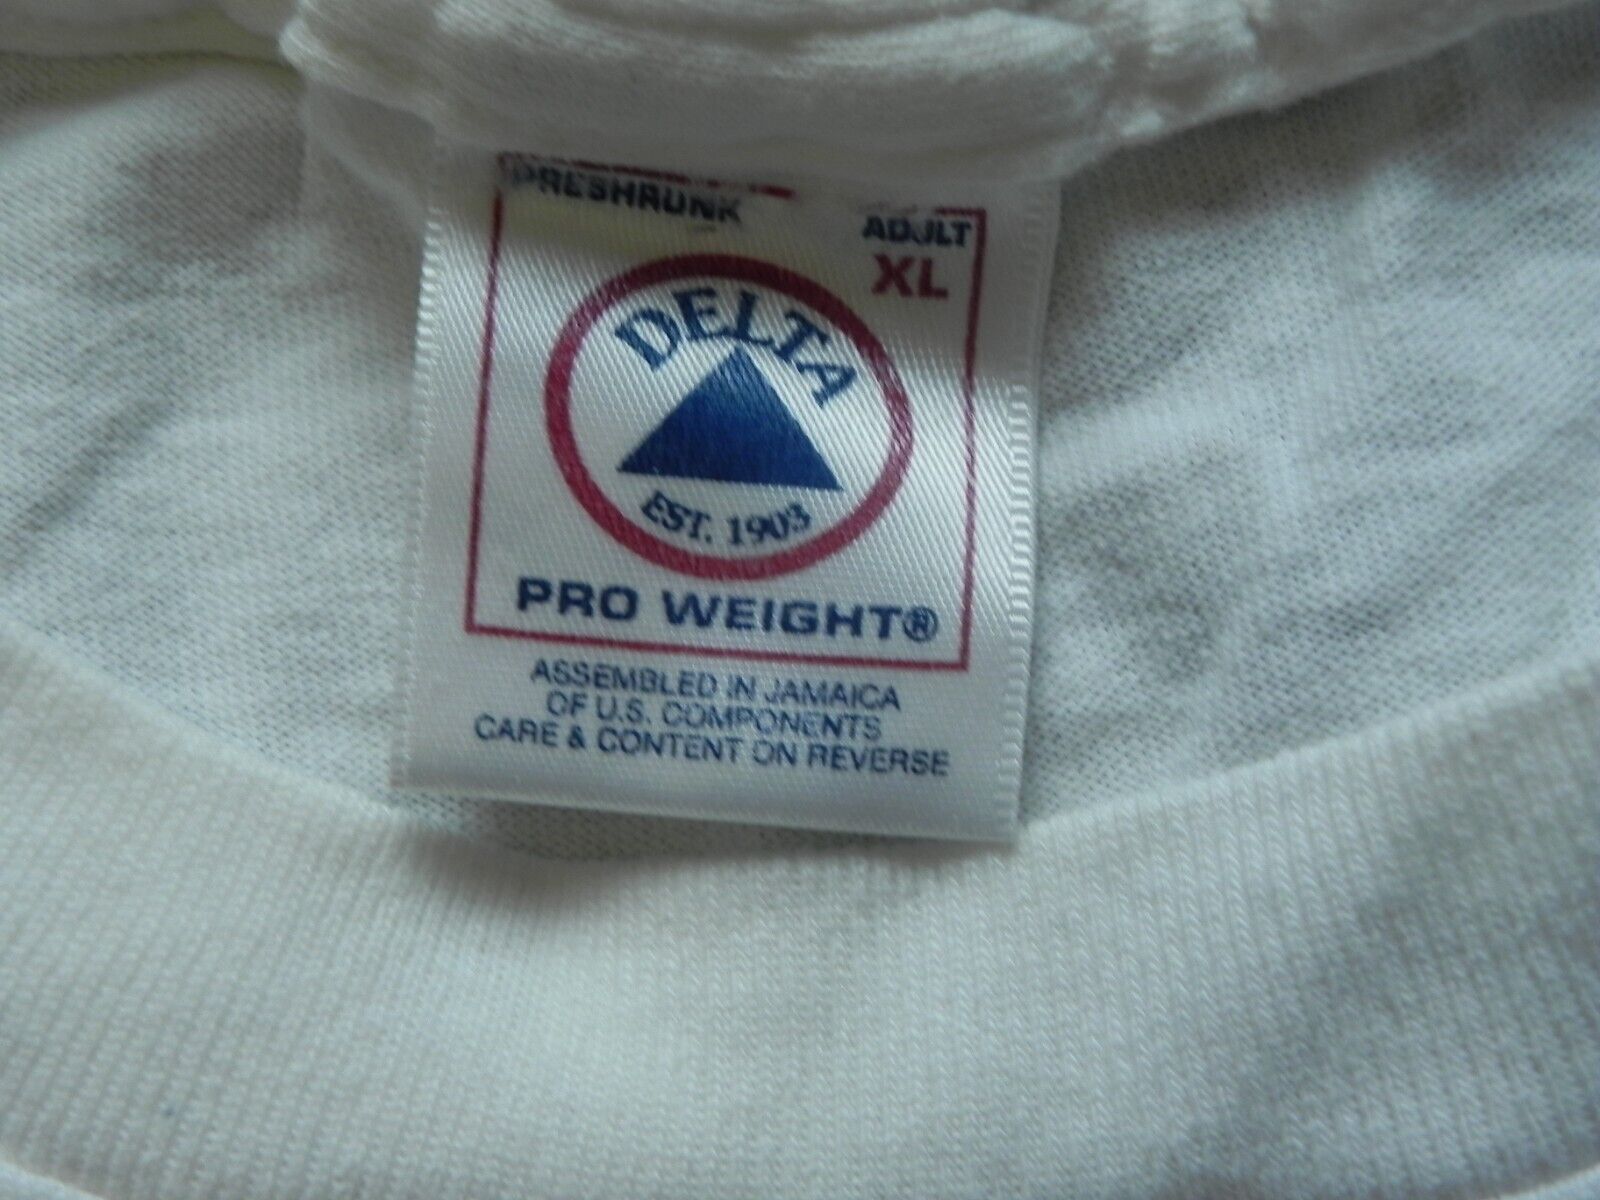 PRESHRUNK
ADULT
XL
DELTA
EST. 1903
PRO WEIGHT®
ASSEMBLED IN JAMAICA
OF U.S. COMPONENTS
CARE & CONTENT ON REVERSE